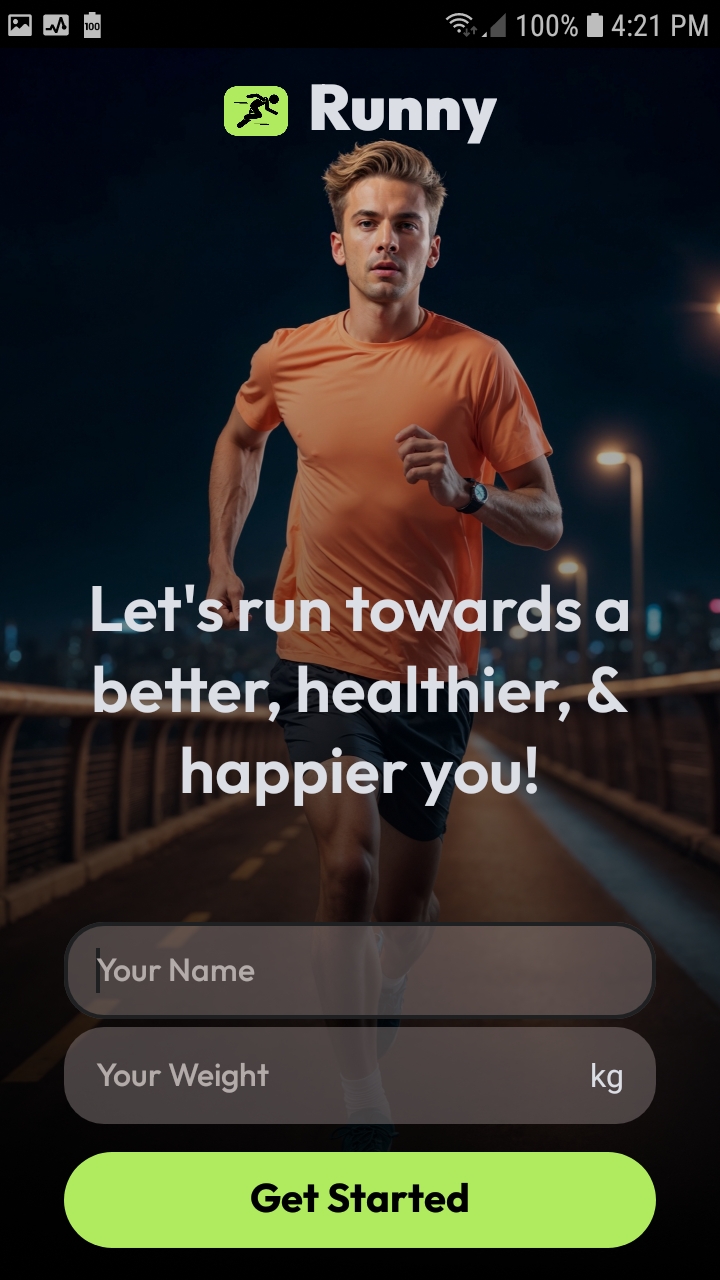 100
100% 4:21 PM
Runny
Let's run towards a
better, healthier, &
happier you!
Your Name
Your Weight kg
Get Started